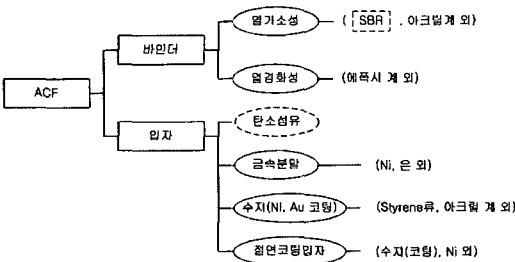 열가소성 ( SBR , 아크릴계 외)
바인더
열경화성 (에폭시 계 외)
ACF
탄소섬유
입자
금속분말 (Ni, 은 외)
수지(Ni, Au 코팅) (Styrene류, 아크릴 계 외)
절연코팅입자 (수지(코팅), Ni 외)